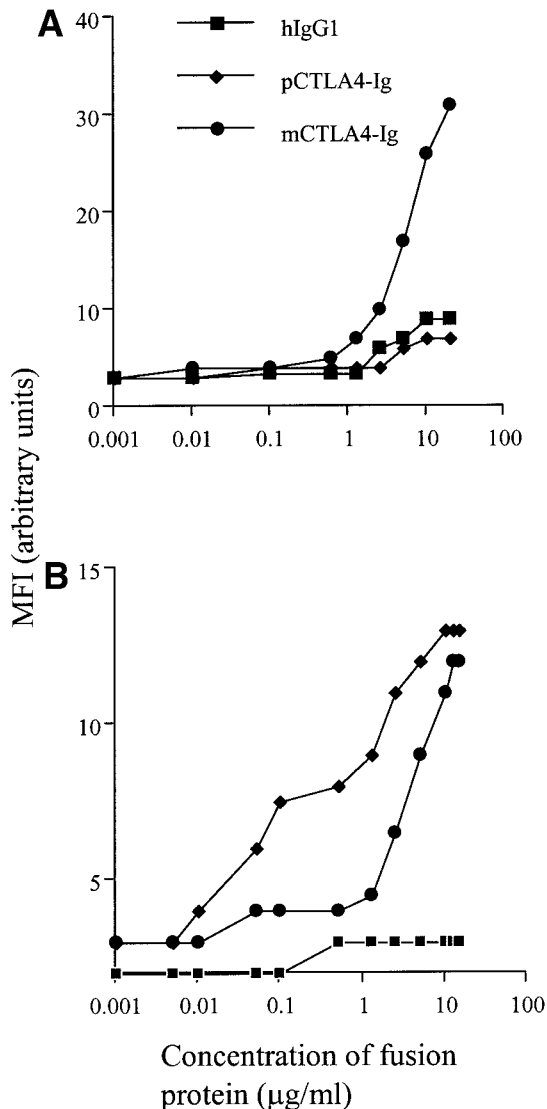 A
hIgG1
pCTLA4-Ig
mCTLA4-Ig
40
30
20
10
0
0.001 0.01 0.1 1 10 100
MFI (arbitrary units)
B
15
10
5
0.001 0.01 0.1 1 10 100
Concentration of fusion
protein (µg/ml)